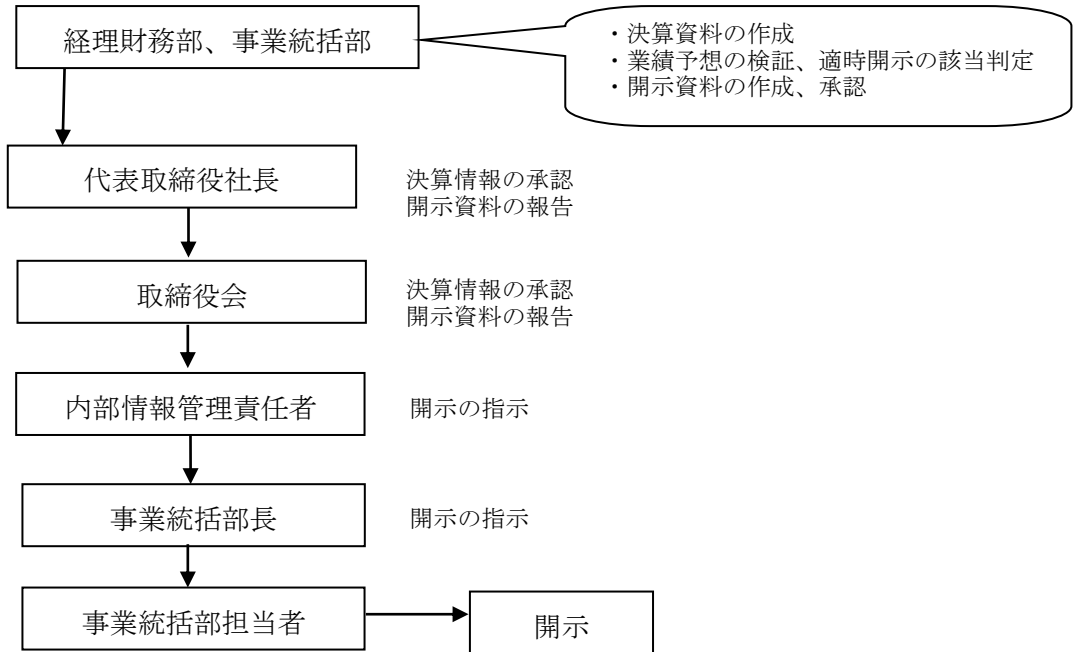 経理財務部、事業統括部
・決算資料の作成
・業績予想の検証、適時開示の該当判定
・開示資料の作成、承認
代表取締役社長
決算情報の承認
開示資料の報告
取締役会
決算情報の承認
開示資料の報告
内部情報管理責任者
開示の指示
事業統括部長
開示の指示
事業統括部担当者
開示